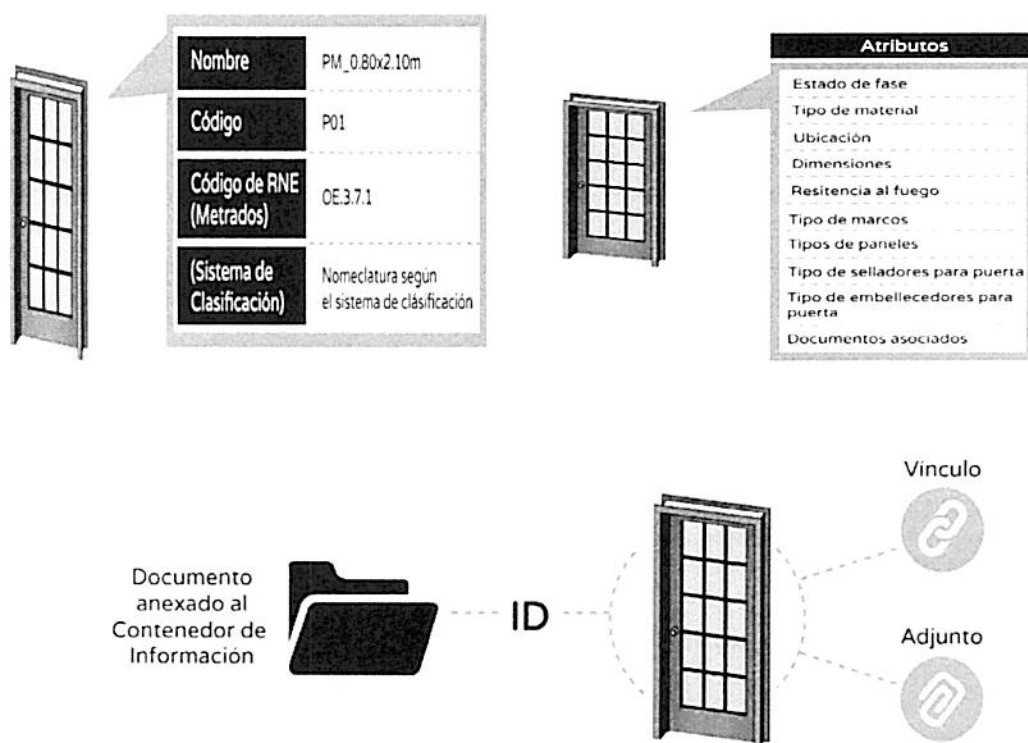 Nombre
PM_0.80x2.10m
Código
P01
Código de RNE
(Metrados)
OE.3.7.1
(Sistema de
Clasificación)
Nomeclatura según
el sistema de clásificación
Atributos
Estado de fase
Tipo de material
Ubicación
Dimensiones
Resitencia al fuego
Tipo de marcos
Tipos de paneles
Tipo de selladores para puerta
Tipo de embellecedores para
puerta
Documentos asociados
Documento
anexado al
Contenedor de
Información
ID
Vinculo
Adjunto